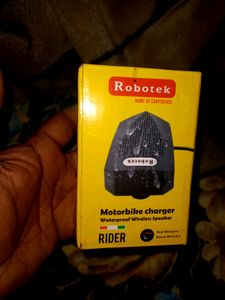 Robotek
NAME OF CONFIDENCE
Robotek
Motorbike charger
Waterproof Wireless Speaker
RIDER